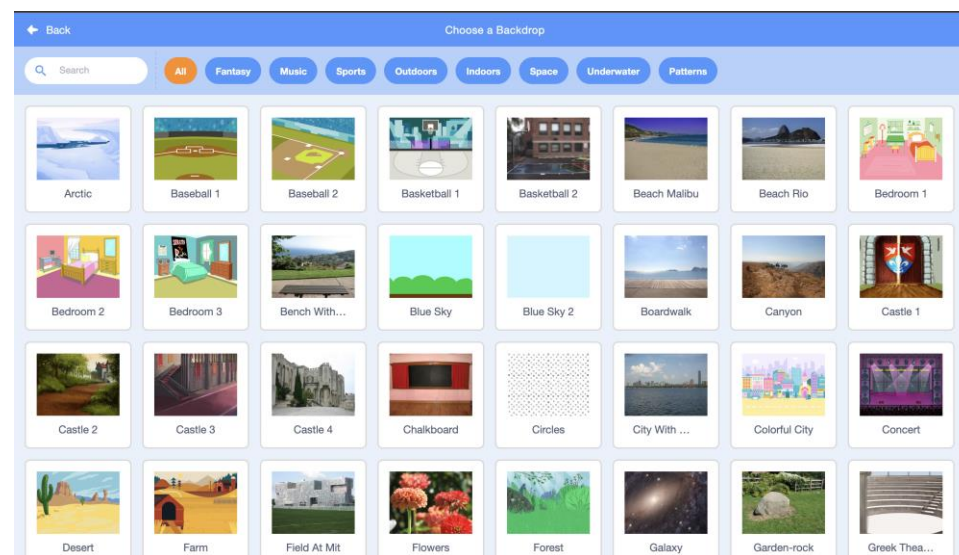 Back
Choose a Backdrop
Search
All Fantasy Music Sports Outdoors Indoors Space Underwater Patterns
Arctic Baseball 1 Baseball 2 Basketball 1 Basketball 2 Beach Malibu Beach Rio Bedroom 1
Bedroom 2 Bedroom 3 Bench With... Blue Sky Blue Sky 2 Boardwalk Canyon Castle 1
Castle 2 Castle 3 Castle 4 Chalkboard Circles City With ... Colorful City Concert
Desert Farm Field At Mit Flowers Forest Galaxy Garden-rock Greek Thea...